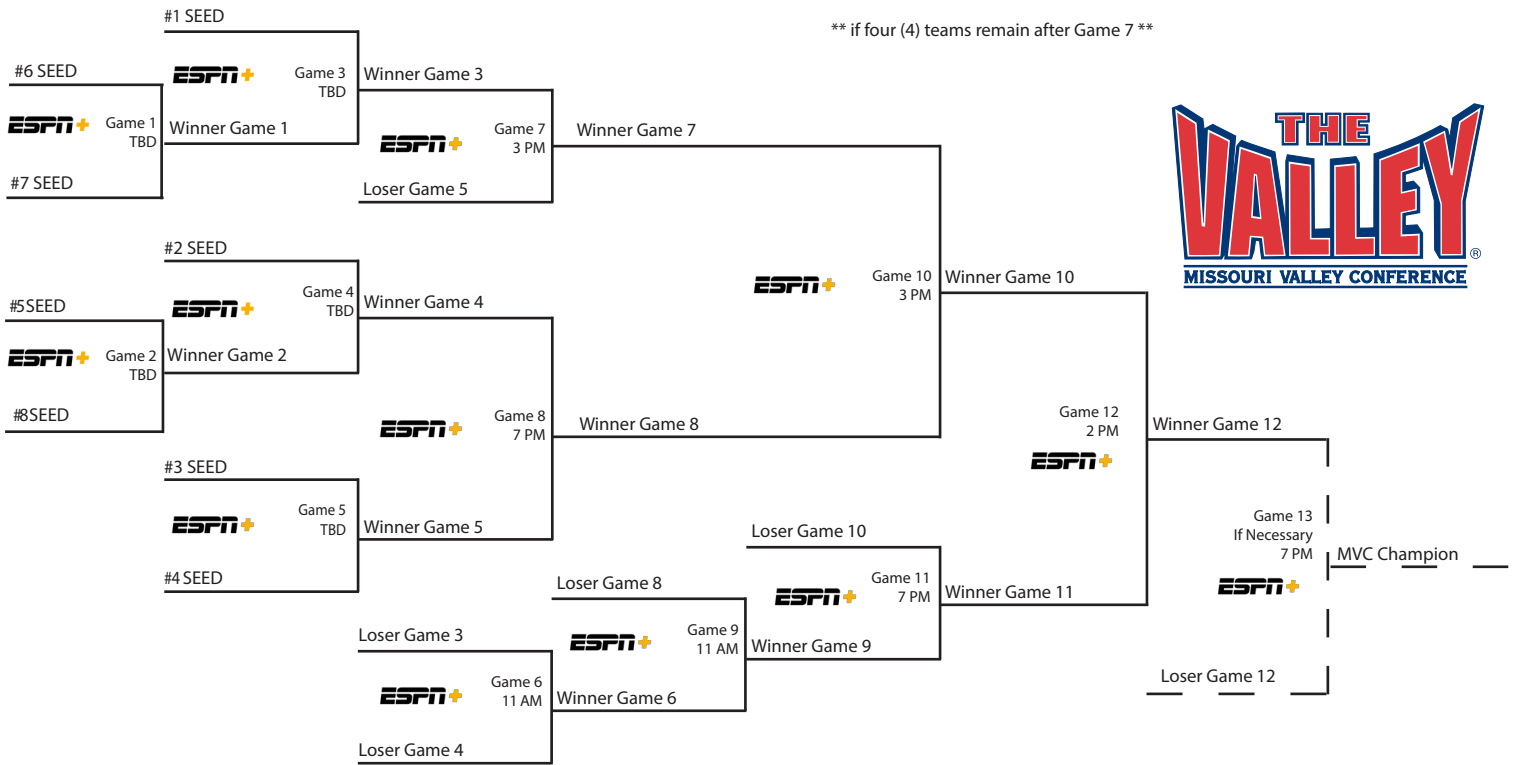 #1 SEED
** if four (4) teams remain after Game 7 **
#6 SEED
ESPN+
Game 3
TBD
Winner Game 3
ESPN+
Game 1
TBD
Winner Game 1
#7 SEED
ESPN+
Game 7
3 PM
Winner Game 7
Loser Game 5
THE
VALLEY
®
MISSOURI VALLEY CONFERENCE
#2 SEED
ESPN+
Game 4
TBD
Winner Game 4
#5SEED
ESPN+
Game 2
TBD
Winner Game 2
#8SEED
ESPN+
Game 10
3 PM
Winner Game 10
ESPN+
Game 8
7 PM
Winner Game 8
#3 SEED
ESPN+
Game 5
TBD
Winner Game 5
#4 SEED
Game 12
2 PM
ESPN+
Winner Game 12
Loser Game 10
ESPN+
Game 11
7 PM
Winner Game 11
Loser Game 8
ESPN+
Game 9
11 AM
Winner Game 9
Loser Game 3
ESPN+
Game 6
11 AM
Winner Game 6
Loser Game 4
Game 13
If Necessary
7 PM
ESPN+
MVC Champion
Loser Game 12